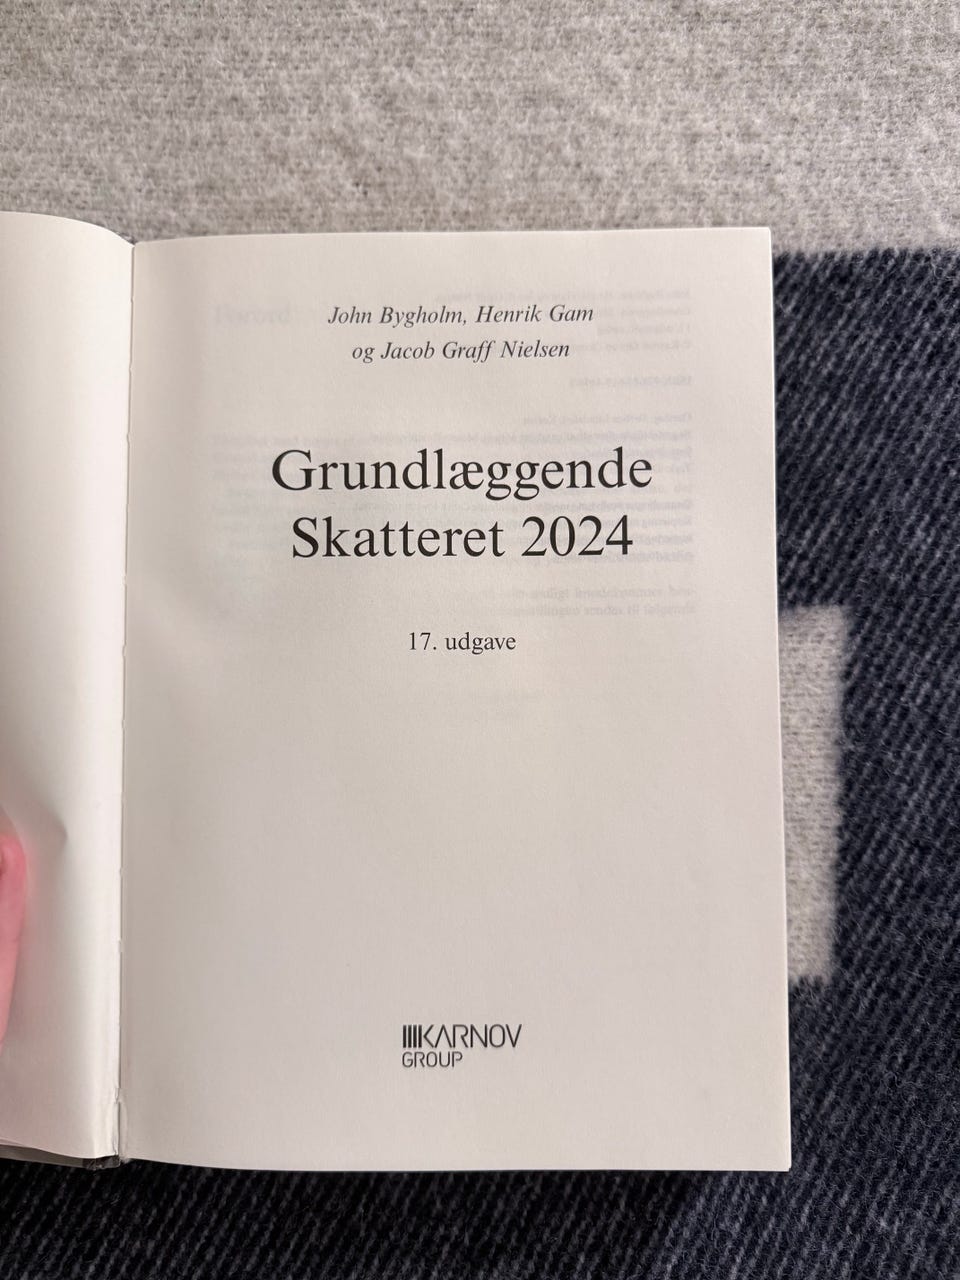 John Bygholm, Henrik Gam
og Jacob Graff Nielsen
Grundlæggende
Skatteret 2024
17. udgave
KARNOV
GROUP